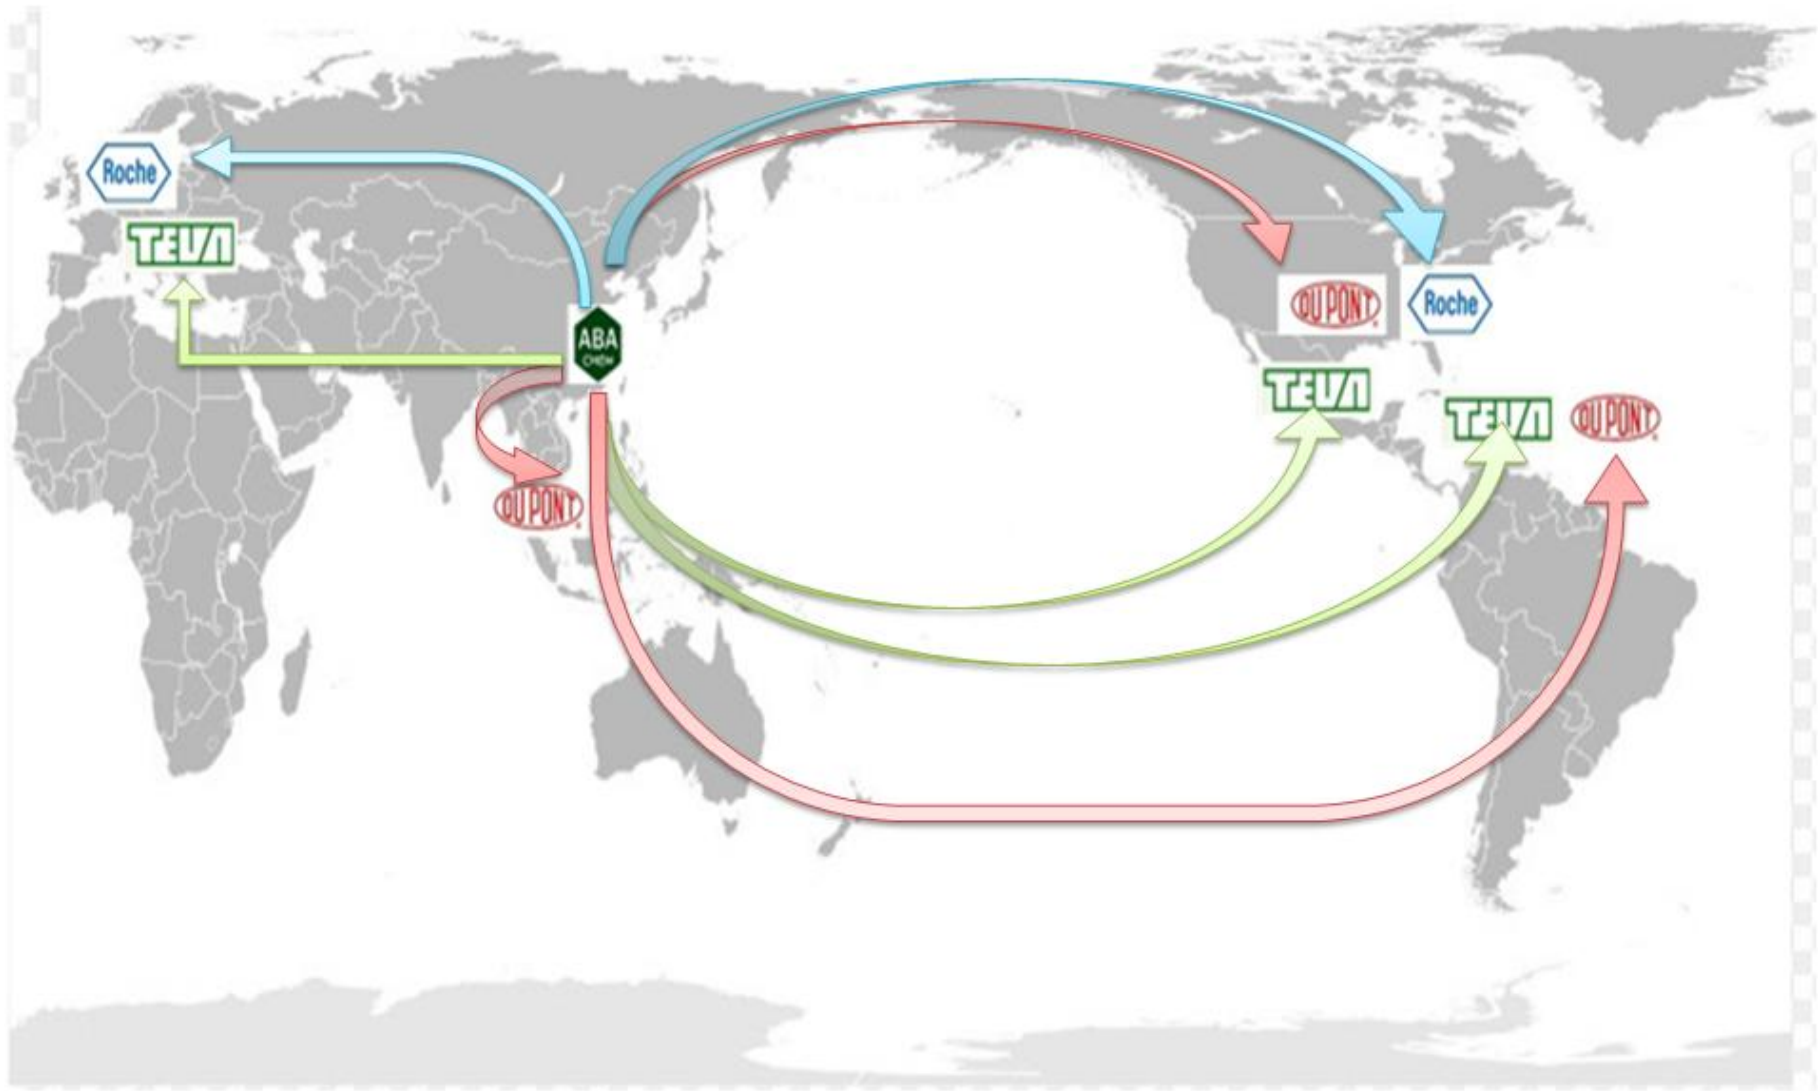 Roche
TEVA
ABA
CHEM
DUPONT
DUPONT
Roche
TEVA
TEVA
DUPONT